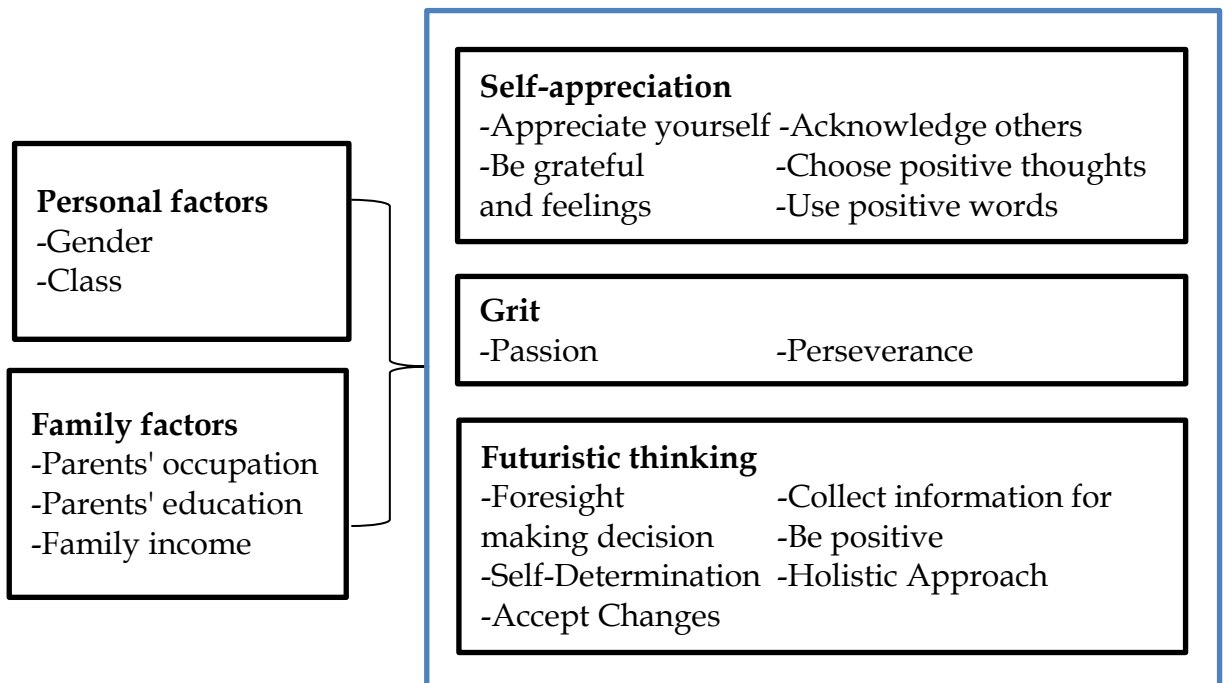 Personal factors
-Gender
-Class
Family factors
-Parents' occupation
-Parents' education
-Family income
Self-appreciation
-Appreciate yourself -Acknowledge others
-Be grateful -Choose positive thoughts
and feelings -Use positive words
Grit
-Passion -Perseverance
Futuristic thinking
-Foresight -Collect information for
making decision -Be positive
-Self-Determination -Holistic Approach
-Accept Changes